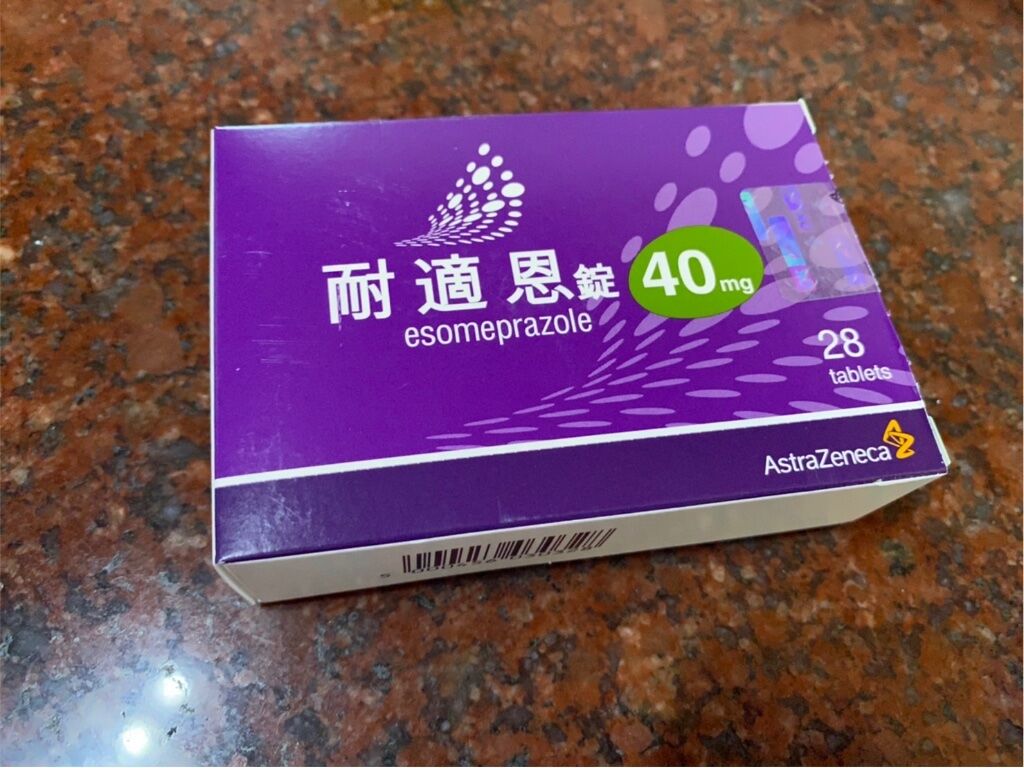 耐適恩錠 40mg
esomeprazole
28
tablets
AstraZeneca